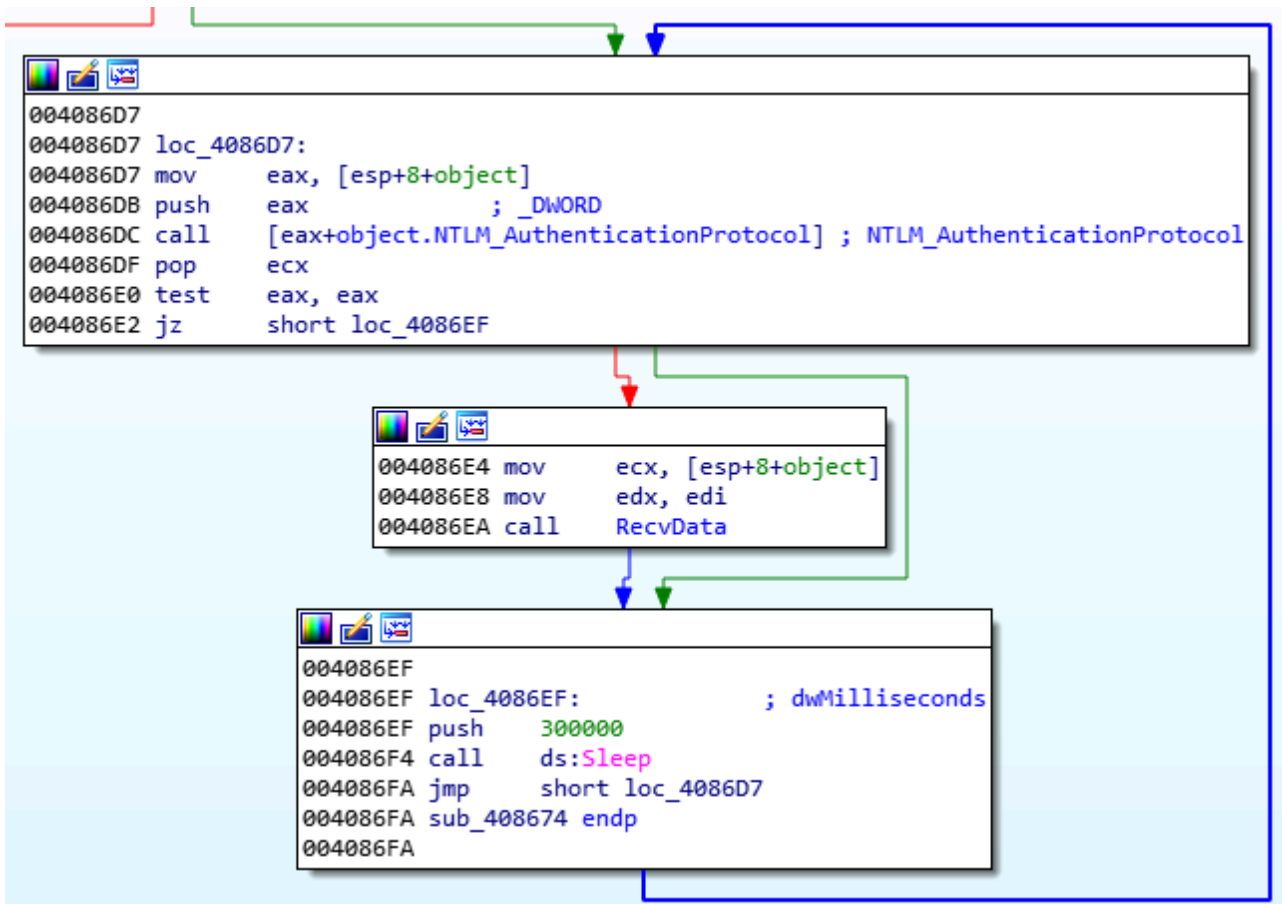 004086D7
004086D7 loc_4086D7:
004086D7 mov     eax, [esp+8+object]
004086DB push    eax             ; _DWORD
004086DC call    [eax+object.NTLM_AuthenticationProtocol] ; NTLM_AuthenticationProtocol
004086DF pop     ecx
004086E0 test    eax, eax
004086E2 jz      short loc_4086EF
004086E4 mov     ecx, [esp+8+object]
004086E8 mov     edx, edi
004086EA call    RecvData
004086EF
004086EF loc_4086EF:             ; dwMilliseconds
004086EF push    300000
004086F4 call    ds:Sleep
004086FA jmp     short loc_4086D7
004086FA sub_408674 endp
004086FA